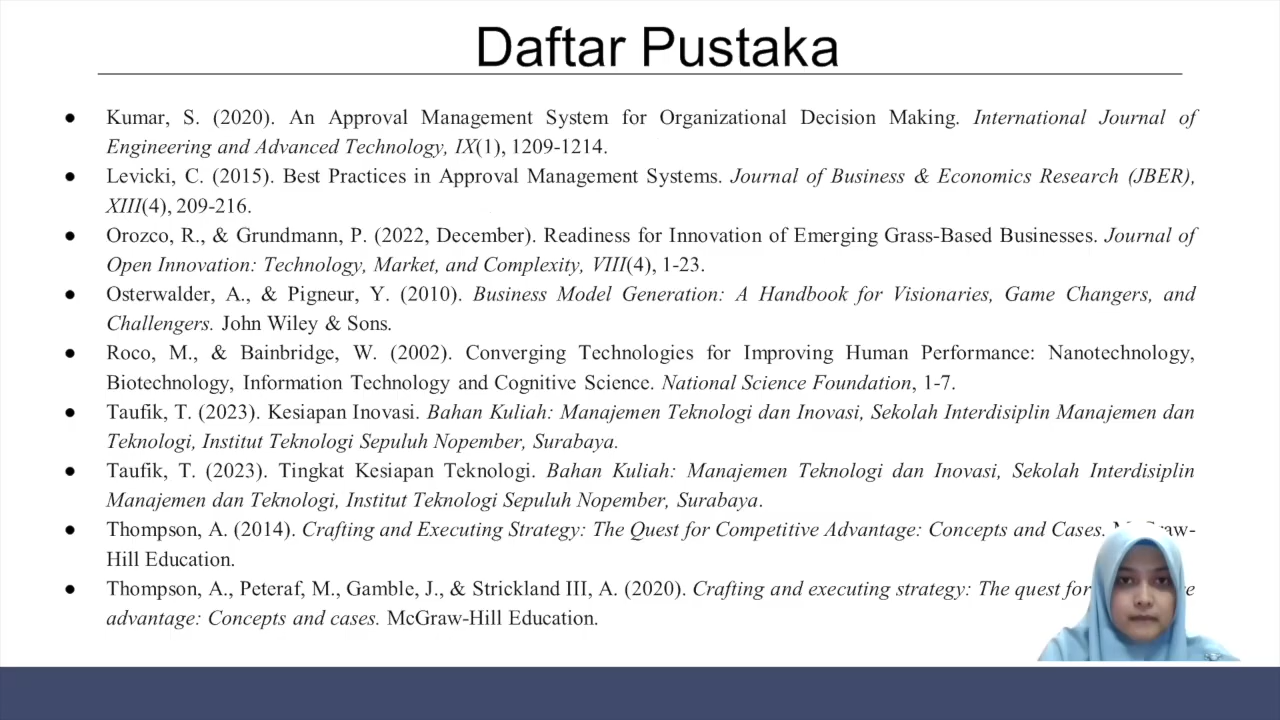 Daftar Pustaka
● Kumar, S. (2020). An Approval Management System for Organizational Decision Making. International Journal of
Engineering and Advanced Technology, IX(1), 1209-1214.
● Levicki, C. (2015). Best Practices in Approval Management Systems. Journal of Business & Economics Research (JBER),
XIII(4), 209-216.
● Orozco, R., & Grundmann, P. (2022, December). Readiness for Innovation of Emerging Grass-Based Businesses. Journal of
Open Innovation: Technology, Market, and Complexity, VIII(4), 1-23.
● Osterwalder, A., & Pigneur, Y. (2010). Business Model Generation: A Handbook for Visionaries, Game Changers, and
Challengers. John Wiley & Sons.
● Roco, M., & Bainbridge, W. (2002). Converging Technologies for Improving Human Performance: Nanotechnology,
Biotechnology, Information Technology and Cognitive Science. National Science Foundation, 1-7.
● Taufik, T. (2023). Kesiapan Inovasi. Bahan Kuliah: Manajemen Teknologi dan Inovasi, Sekolah Interdisiplin Manajemen dan
Teknologi, Institut Teknologi Sepuluh Nopember, Surabaya.
● Taufik, T. (2023). Tingkat Kesiapan Teknologi. Bahan Kuliah: Manajemen Teknologi dan Inovasi, Sekolah Interdisiplin
Manajemen dan Teknologi, Institut Teknologi Sepuluh Nopember, Surabaya.
● Thompson, A. (2014). Crafting and Executing Strategy: The Quest for Competitive Advantage: Concepts and Cases.
Hill Education.
● Thompson, A., Peteraf, M., Gamble, J., & Strickland III, A. (2020). Crafting and executing strategy: The quest for
advantage: Concepts and cases. McGraw-Hill Education.